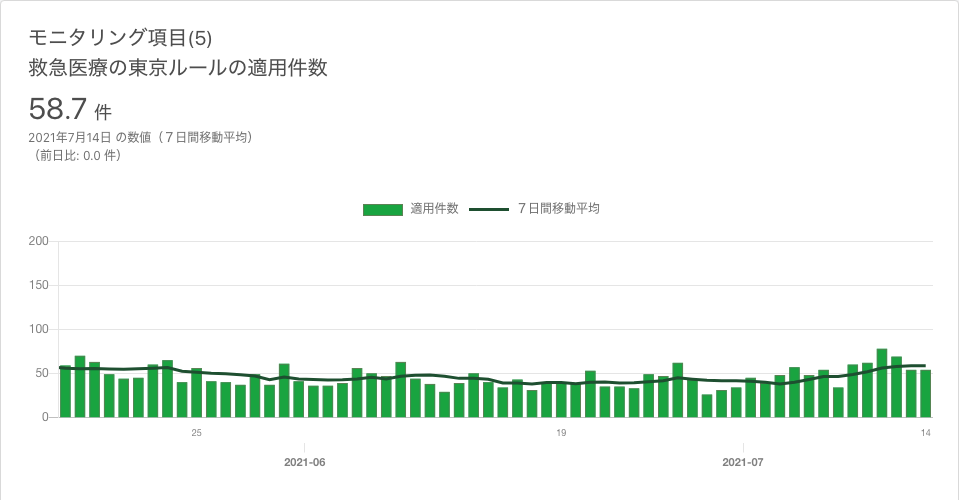 モニタリング項目(5)
救急医療の東京ルールの適用件数
58.7 件
2021年7月14日 の数値（７日間移動平均）
（前日比: 0.0 件）
適用件数 ７日間移動平均
200
150
100
50
0
25 19 14
2021-06 2021-07